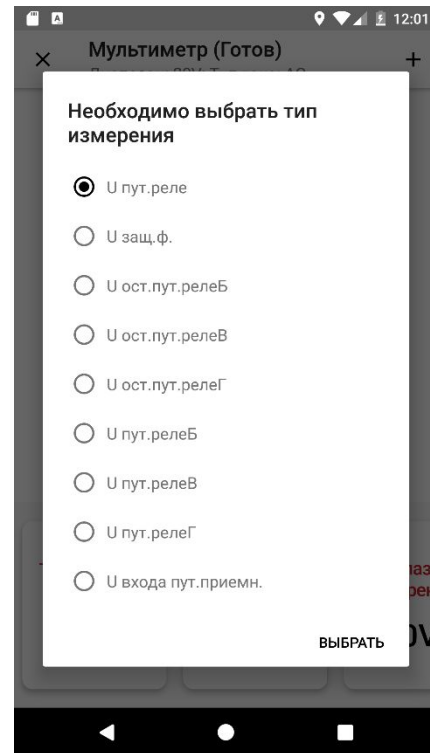 12:01
Мультиметр (Готов)
Необходимо выбрать тип
измерения
U пут.реле
U защ.ф.
U ост.пут.релеБ
U ост.пут.релеВ
U ост.пут.релеГ
U пут.релеБ
U пут.релеВ
U пут.релеГ
U входа пут.приемн.
ВЫБРАТЬ